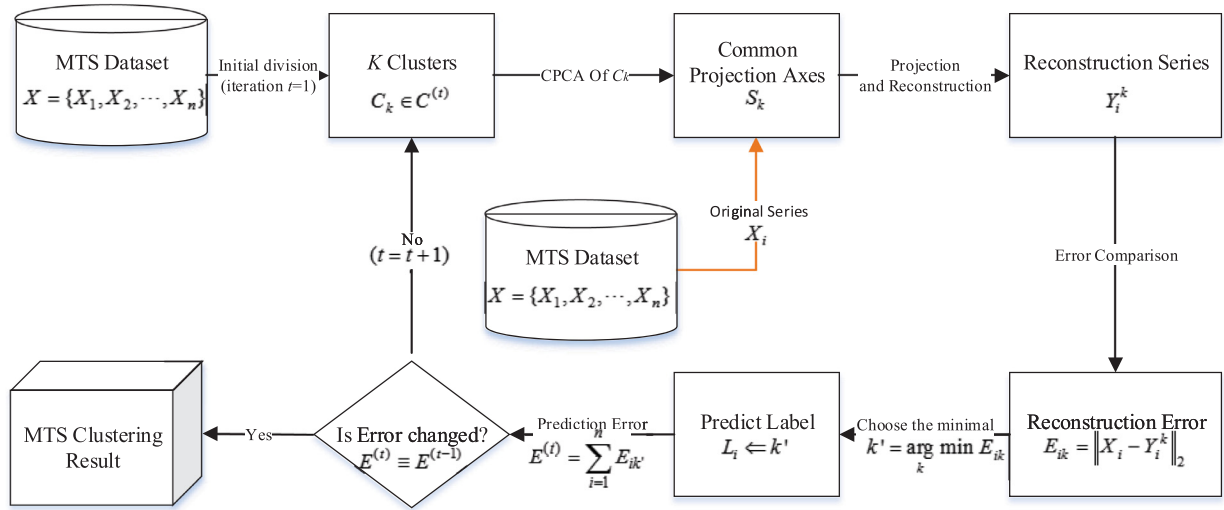 MTS Dataset
X = {X₁, X₂, ⋯, Xₙ}
Initial division
(iteration t=1)
K Clusters
Cₖ ∈ C⁽ᵗ⁾
CPCA Of Cₖ
Common
Projection Axes
Sₖ
Projection
and Reconstruction
Reconstruction Series
Yᵢᵏ
Original Series
Xᵢ
MTS Dataset
X = {X₁, X₂, ⋯, Xₙ}
No
(t = t + 1)
Error Comparison
MTS Clustering
Result
Yes
Is Error changed?
E⁽ᵗ⁾ ≡ E⁽ᵗ⁻¹⁾
Prediction Error
E⁽ᵗ⁾ = ∑ⁿᵢ₌₁ Eᵢₖ'
Predict Label
Lᵢ ⇐ k'
Choose the minimal
k' = arg minₖ Eᵢₖ
Reconstruction Error
Eᵢₖ = ‖Xᵢ − Yᵢᵏ‖₂